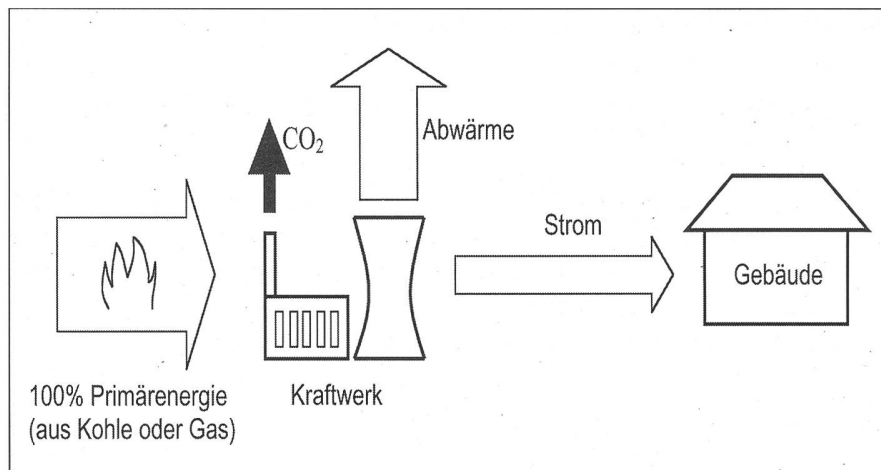 CO₂
Abwärme
Strom
Gebäude
100% Primärenergie
(aus Kohle oder Gas)
Kraftwerk